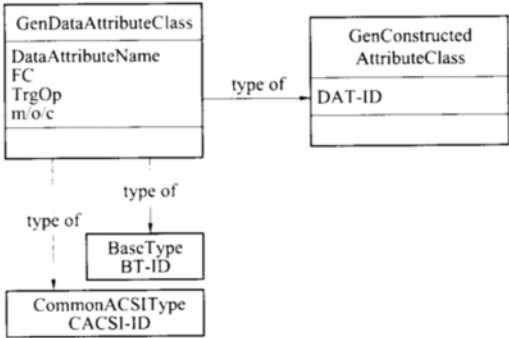 GenDataAttributeClass
DataAttributeName
FC
TrgOp
m/o/c
type of
GenConstructed
AttributeClass
DAT-ID
type of
type of
BaseType
BT-ID
CommonACSIType
CACSI-ID